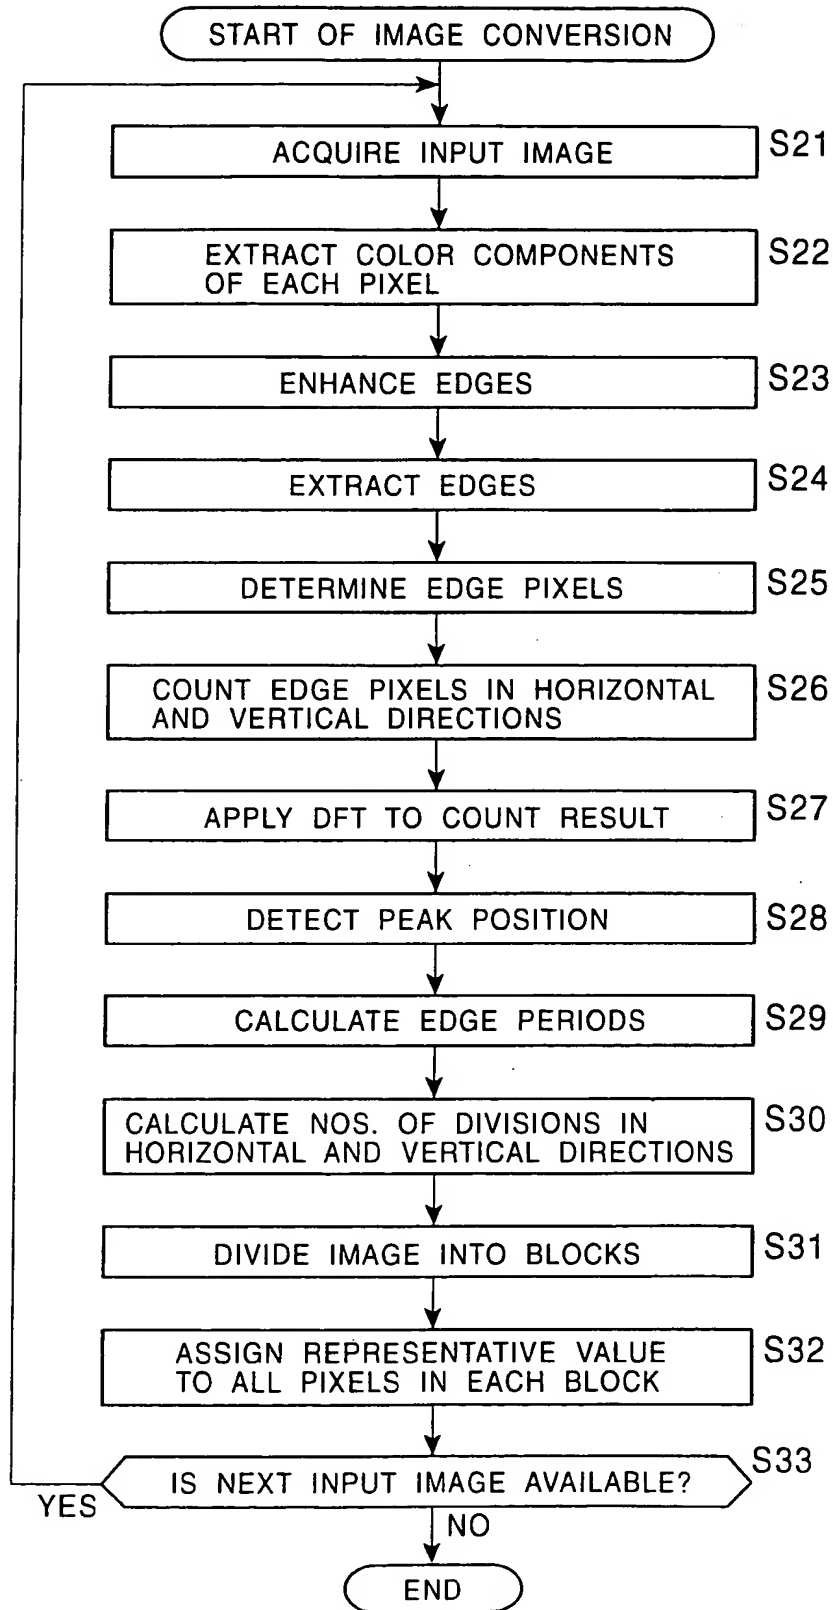 START OF IMAGE CONVERSION
ACQUIRE INPUT IMAGE
S21
EXTRACT COLOR COMPONENTS
OF EACH PIXEL
S22
ENHANCE EDGES
S23
EXTRACT EDGES
S24
DETERMINE EDGE PIXELS
S25
COUNT EDGE PIXELS IN HORIZONTAL
AND VERTICAL DIRECTIONS
S26
APPLY DFT TO COUNT RESULT
S27
DETECT PEAK POSITION
S28
CALCULATE EDGE PERIODS
S29
CALCULATE NOS. OF DIVISIONS IN
HORIZONTAL AND VERTICAL DIRECTIONS
S30
DIVIDE IMAGE INTO BLOCKS
S31
ASSIGN REPRESENTATIVE VALUE
TO ALL PIXELS IN EACH BLOCK
S32
IS NEXT INPUT IMAGE AVAILABLE?
S33
YES
NO
END